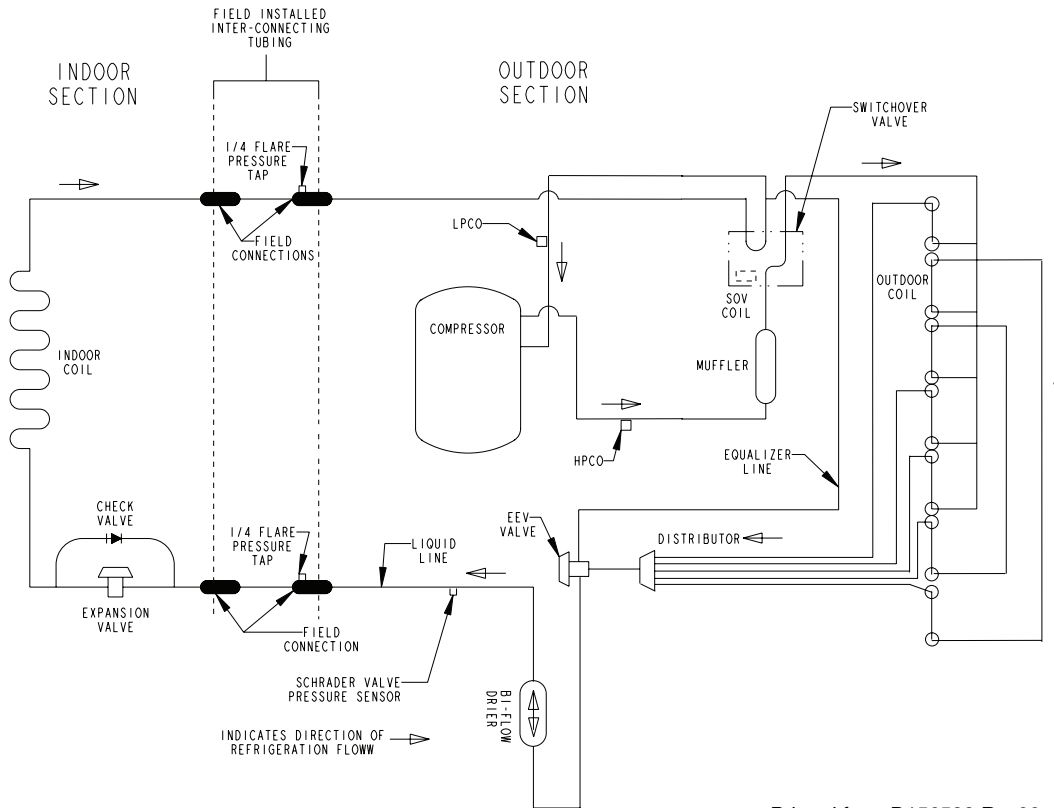 FIELD INSTALLED
INTER-CONNECTING
TUBING
INDOOR
SECTION
OUTDOOR
SECTION
SWITCHOVER
VALVE
1/4 FLARE
PRESSURE
TAP
LPCO
FIELD
CONNECTIONS
SOV
COIL
OUTDOOR
COIL
COMPRESSOR
INDOOR
COIL
MUFFLER
HPCO
EQUALIZER
LINE
CHECK
VALVE
EEV
VALVE
1/4 FLARE
PRESSURE
TAP
LIQUID
LINE
DISTRIBUTOR
EXPANSION
VALVE
FIELD
CONNECTION
SCHRADER VALVE
PRESSURE SENSOR
BI-FLOW
DRIER
INDICATES DIRECTION OF
REFRIGERATION FLOWW